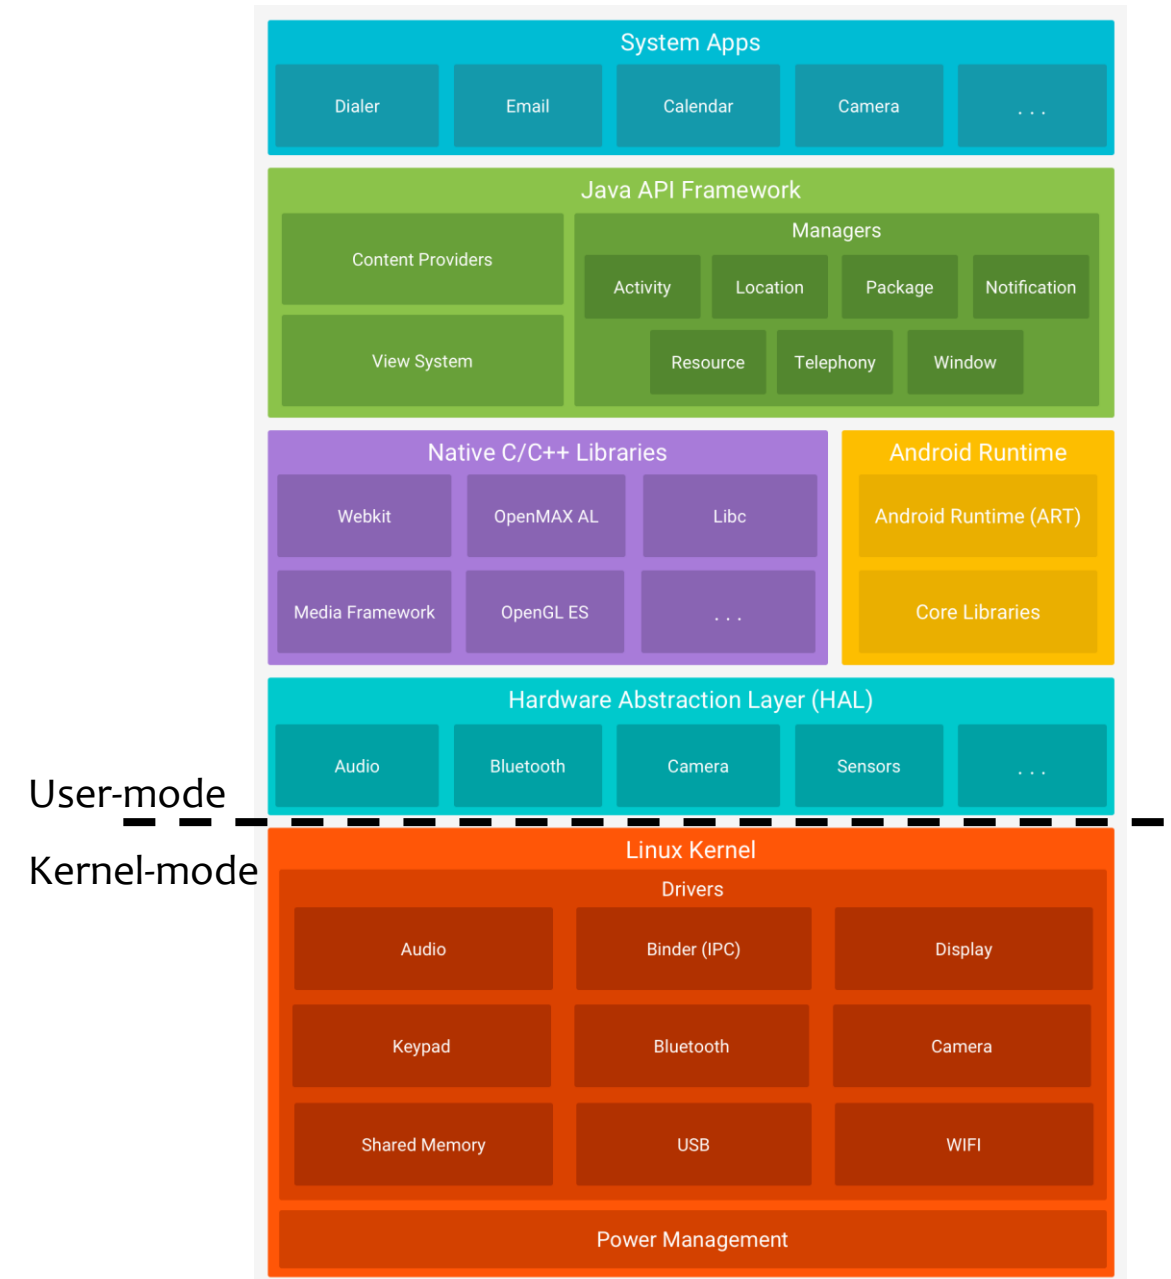 System Apps
Dialer
Email
Calendar
Camera
. . .
Java API Framework
Content Providers
View System
Managers
Activity
Location
Package
Notification
Resource
Telephony
Window
Native C/C++ Libraries
Webkit
OpenMAX AL
Libc
Media Framework
OpenGL ES
. . .
Android Runtime
Android Runtime (ART)
Core Libraries
Hardware Abstraction Layer (HAL)
Audio
Bluetooth
Camera
Sensors
. . .
User-mode
Kernel-mode
Linux Kernel
Drivers
Audio
Binder (IPC)
Display
Keypad
Bluetooth
Camera
Shared Memory
USB
WIFI
Power Management